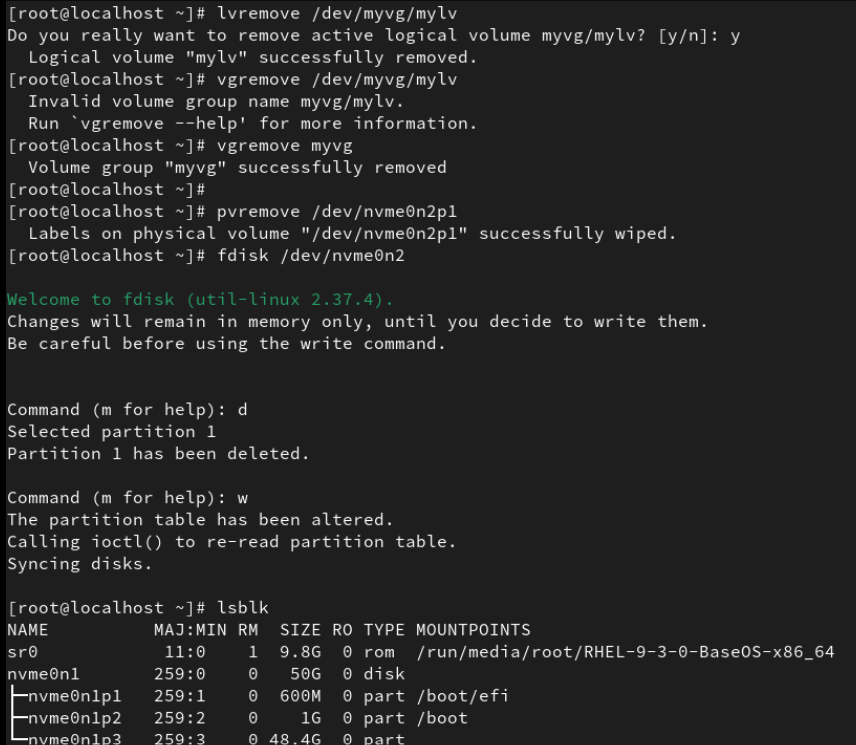 [root@localhost ~]# lvremove /dev/myvg/mylv
Do you really want to remove active logical volume myvg/mylv? [y/n]: y
  Logical volume "mylv" successfully removed.
[root@localhost ~]# vgremove /dev/myvg/mylv
  Invalid volume group name myvg/mylv.
  Run `vgremove --help' for more information.
[root@localhost ~]# vgremove myvg
  Volume group "myvg" successfully removed
[root@localhost ~]#
[root@localhost ~]# pvremove /dev/nvme0n2p1
  Labels on physical volume "/dev/nvme0n2p1" successfully wiped.
[root@localhost ~]# fdisk /dev/nvme0n2
Welcome to fdisk (util-linux 2.37.4).
Changes will remain in memory only, until you decide to write them.
Be careful before using the write command.
Command (m for help): d
Selected partition 1
Partition 1 has been deleted.
Command (m for help): w
The partition table has been altered.
Calling ioctl() to re-read partition table.
Syncing disks.
[root@localhost ~]# lsblk
NAME          MAJ:MIN RM   SIZE RO TYPE MOUNTPOINTS
sr0            11:0    1   9.8G  0 rom  /run/media/root/RHEL-9-3-0-BaseOS-x86_64
nvme0n1       259:0    0    50G  0 disk
├─nvme0n1p1   259:1    0   600M  0 part /boot/efi
├─nvme0n1p2   259:2    0     1G  0 part /boot
└─nvme0n1p3   259:3    0  48.4G  0 part